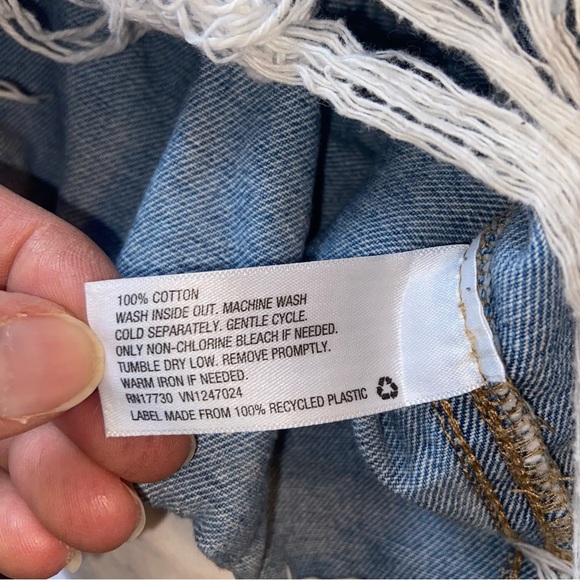 100% COTTON
WASH INSIDE OUT. MACHINE WASH
COLD SEPARATELY. GENTLE CYCLE.
ONLY NON-CHLORINE BLEACH IF NEEDED.
TUMBLE DRY LOW. REMOVE PROMPTLY.
WARM IRON IF NEEDED.
RN17730 VN1247024
LABEL MADE FROM 100% RECYCLED PLASTIC